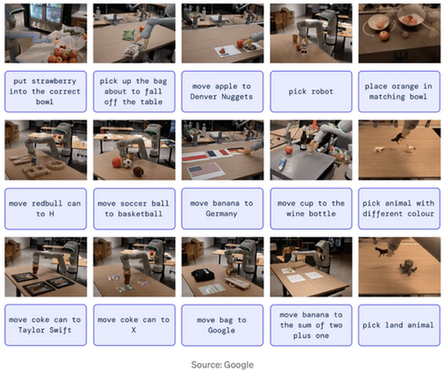 put strawberry
into the correct
bowl
pick up the bag
about to fall
off the table
move apple to
Denver Nuggets
pick robot
place orange in
matching bowl
move redbull can
to H
move soccer ball
to basketball
move banana to
Germany
move cup to the
wine bottle
pick animal with
different colour
move coke can to
Taylor Swift
move coke can to
X
move bag to
Google
move banana to
the sum of two
plus one
pick land animal
Source: Google